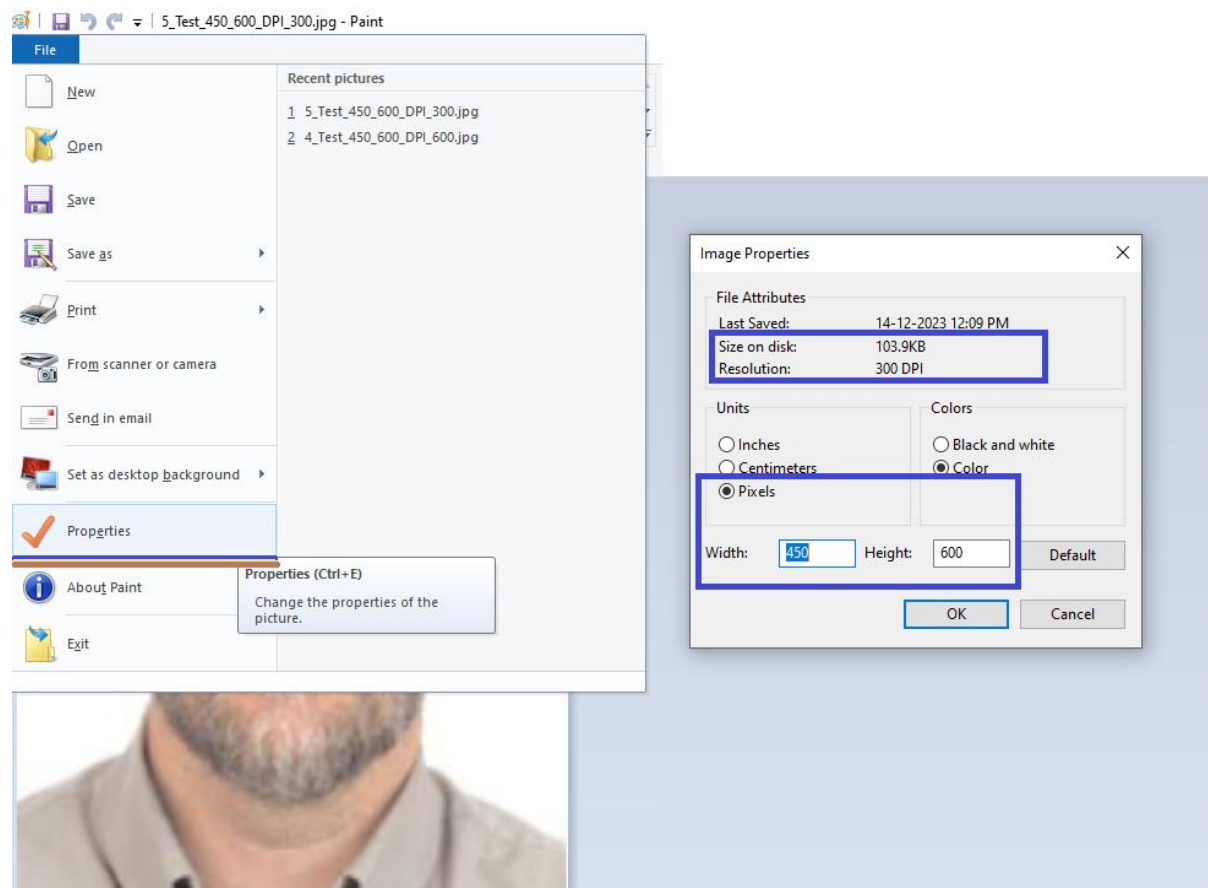 5_Test_450_600_DPI_300.jpg - Paint
File
New
Open
Save
Save as
Print
From scanner or camera
Send in email
Set as desktop background
Properties
About Paint
Exit
Recent pictures
1 5_Test_450_600_DPI_300.jpg
2 4_Test_450_600_DPI_600.jpg
Properties (Ctrl+E)
Change the properties of the
picture.
Image Properties
File Attributes
Last Saved: 14-12-2023 12:09 PM
Size on disk: 103.9KB
Resolution: 300 DPI
Units
Inches
Centimeters
Pixels
Colors
Black and white
Color
Width: 450 Height: 600 Default
OK Cancel